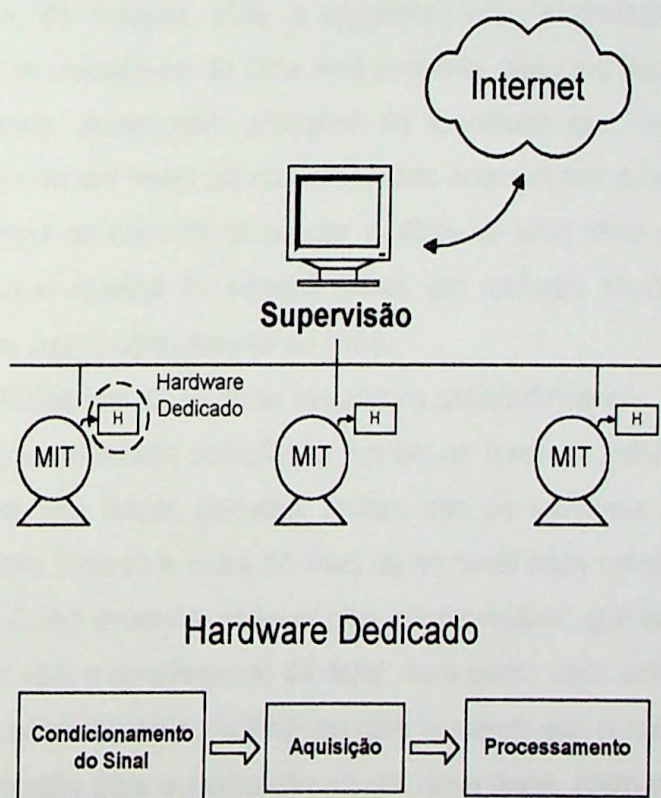 Internet
Supervisão
Hardware
Dedicado
H
H
H
MIT
MIT
MIT
Hardware Dedicado
Condicionamento
do Sinal
Aquisição
Processamento